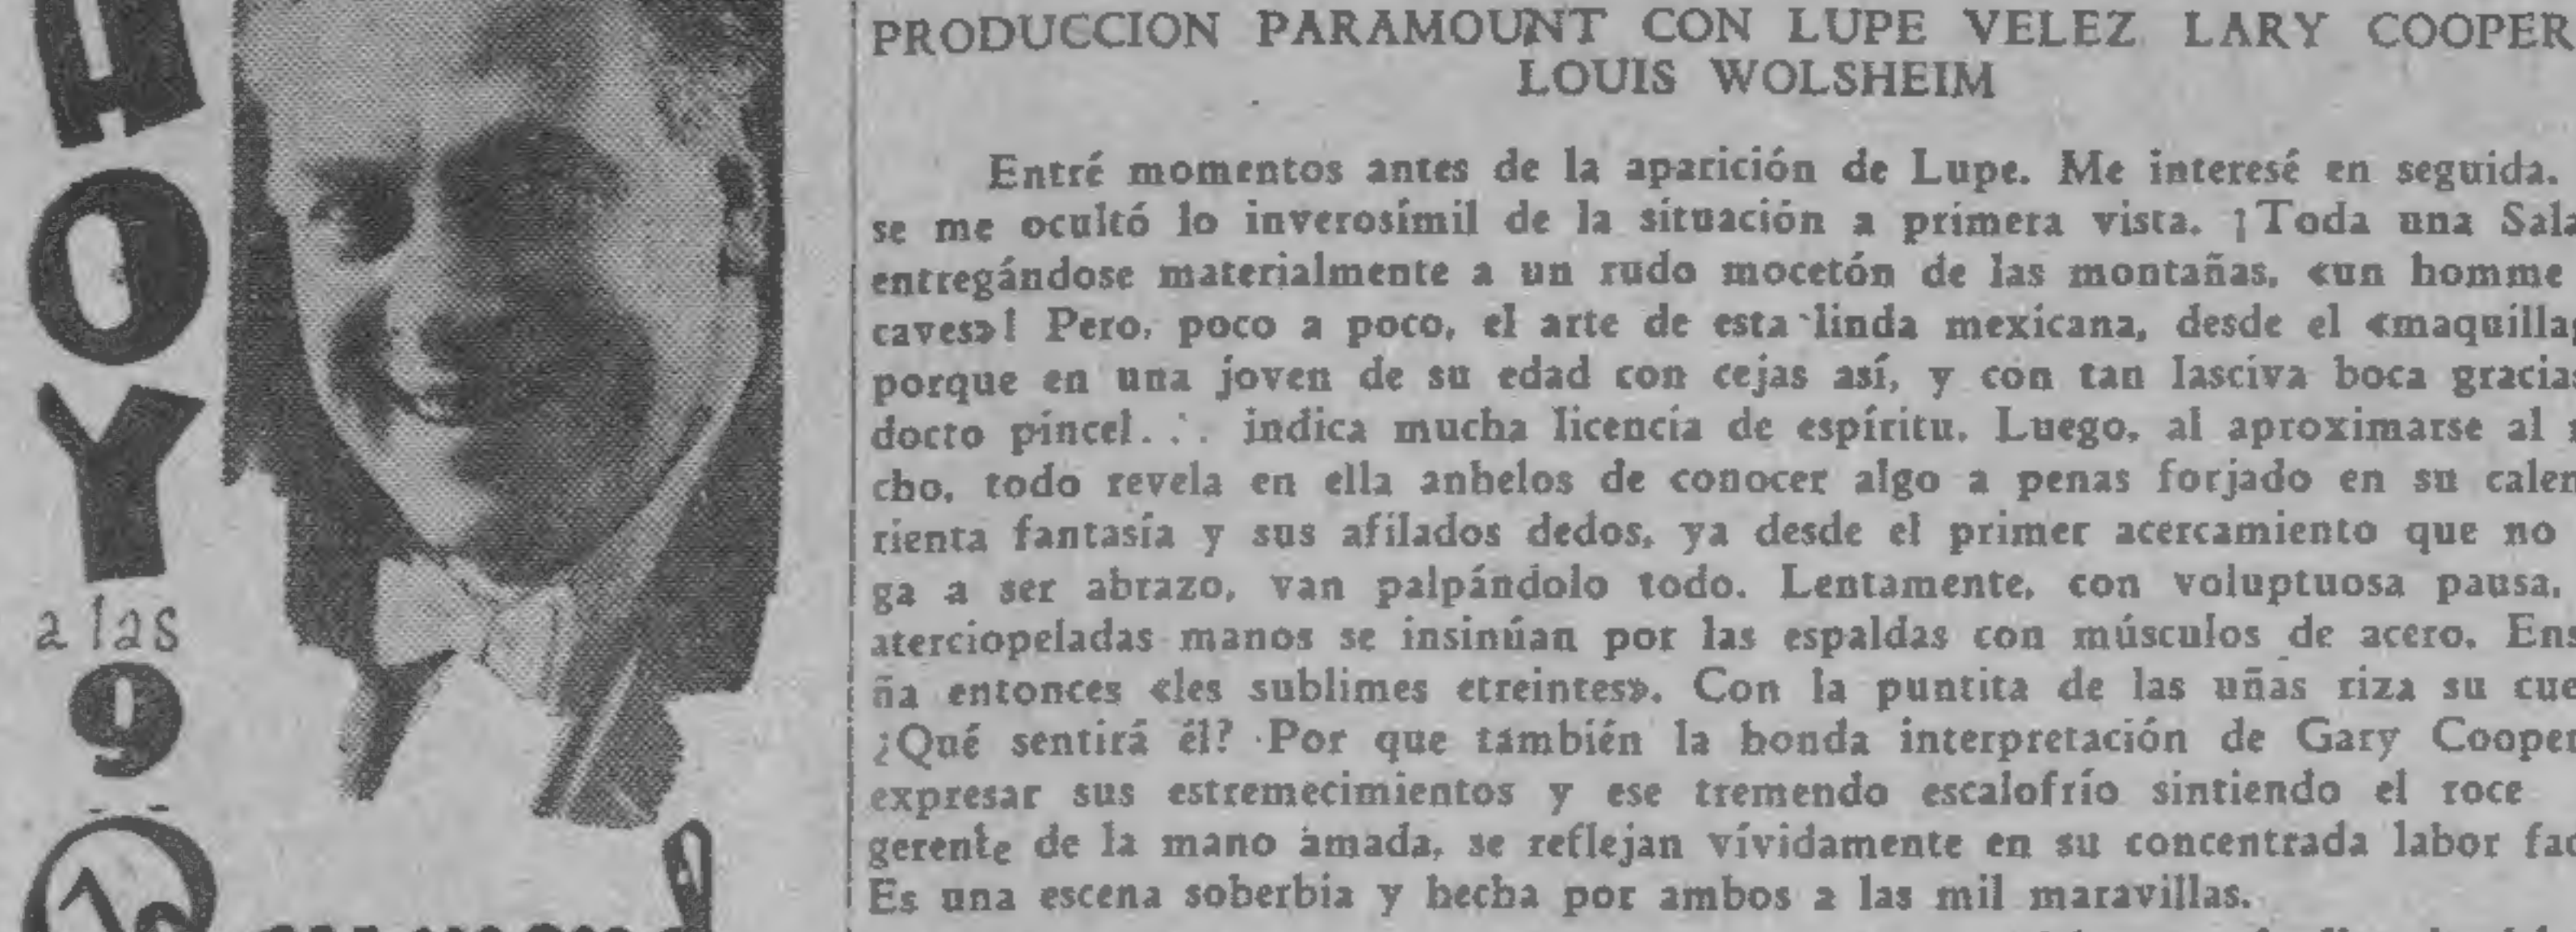 HOY
a las
9
PRODUCCION PARAMOUNT CON LUPE VELEZ LARY COOPER
LOUIS WOLSHEIM
Entré momentos antes de la aparición de Lupe. Me interesé en seguida.
se me ocultó lo inverosímil de la situación a primera vista. ¡Toda una Sala
entregándose materialmente a un rudo mocetón de las montañas, «un homme
caves»! Pero, poco a poco, el arte de esta linda mexicana, desde el «maquilla
porque en una joven de su edad con cejas así, y con tan lasciva boca gracias
docto pincel. . . indica mucha licencia de espíritu. Luego, al aproximarse al
cho, todo revela en ella anhelos de conocer algo a penas forjado en su calen
rienta fantasía y sus afilados dedos, ya desde el primer acercamiento que no
ga a ser abrazo, van palpándolo todo. Lentamente, con voluptuosa pausa,
aterciopeladas manos se insinúan por las espaldas con músculos de acero. Ens
ña entonces «les sublimes etreintes». Con la puntita de las uñas riza su cue
¿Qué sentirá él? Por que también la honda interpretación de Gary Cooper
expresar sus estremecimientos y ese tremendo escalofrío sintiendo el roce
gerente de la mano amada, se reflejan vívidamente en su concentrada labor fac
Es una escena soberbia y hecha por ambos a las mil maravillas.